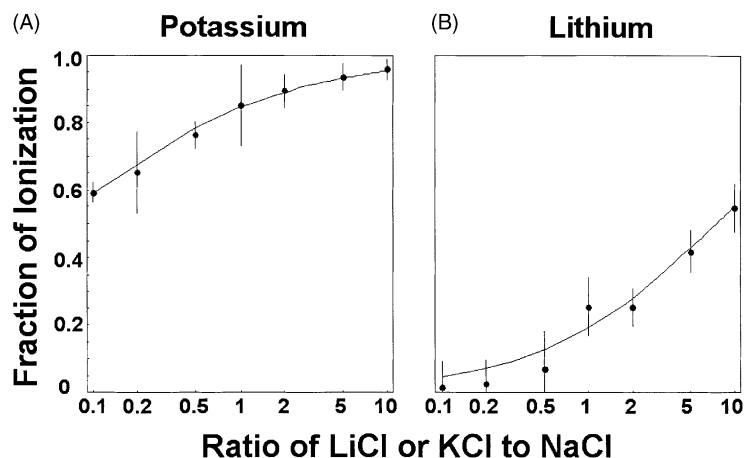 (A) Potassium
(B) Lithium
Fraction of Ionization
1.0
0.8
0.6
0.4
0.2
0
0.1 0.2 0.5 1 2 5 10
0.1 0.2 0.5 1 2 5 10
Ratio of LiCl or KCl to NaCl